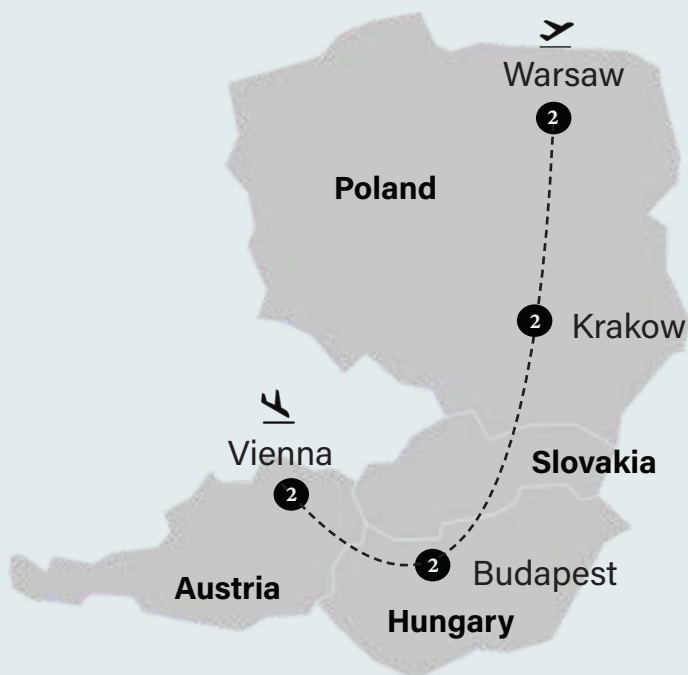 Warsaw
2
Poland
2 Krakow
Vienna
Slovakia
2
2 Budapest
Austria
Hungary